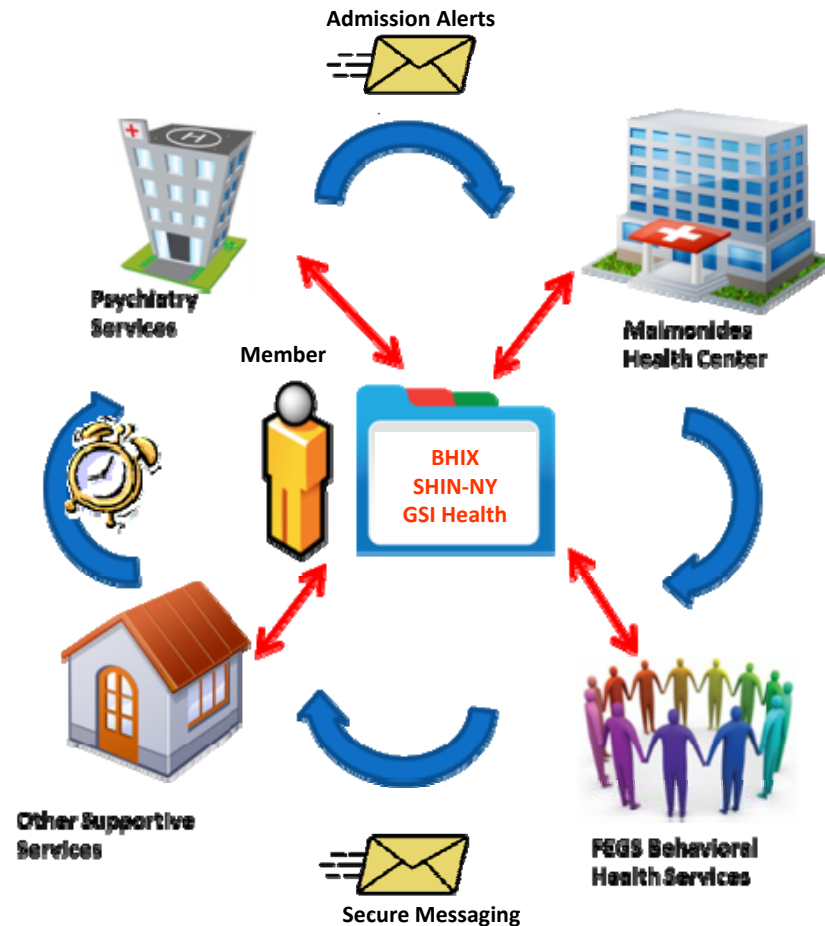 Admission Alerts
H
Psychiatry
Services
Maimonides
Health Center
Member
BHIX
SHIN-NY
GSI Health
Other Supportive
Services
FEGS Behavioral
Health Services
Secure Messaging